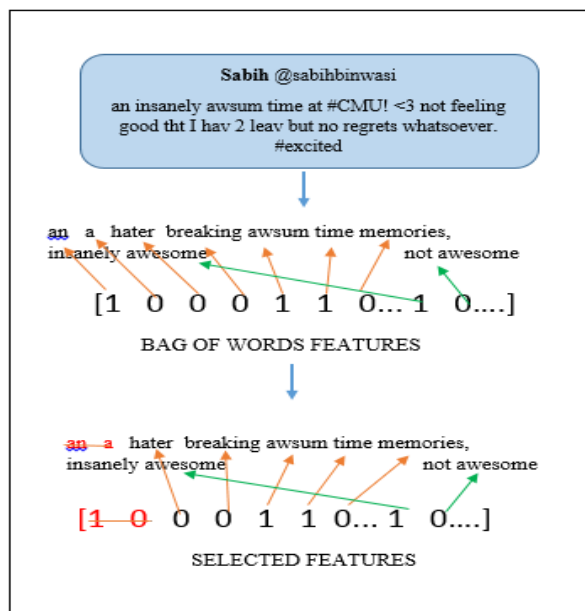 Sabih @sabihbinwasi
an insanely awsum time at #CMU! <3 not feeling
good tht I hav 2 leav but no regrets whatsoever.
#excited
an a hater breaking awsum time memories,
insanely awesome not awesome
[1 0 0 0 1 1 0... 1 0....]
BAG OF WORDS FEATURES
an a hater breaking awsum time memories,
insanely awesome not awesome
[1 0 0 0 1 1 0... 1 0....]
SELECTED FEATURES